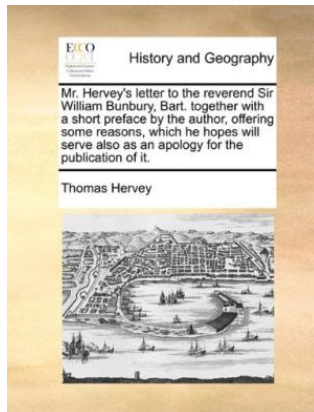 ECCO
History and Geography
Mr. Hervey's letter to the reverend Sir
William Bunbury, Bart. together with
a short preface by the author, offering
some reasons, which he hopes will
serve also as an apology for the
publication of it.
Thomas Hervey